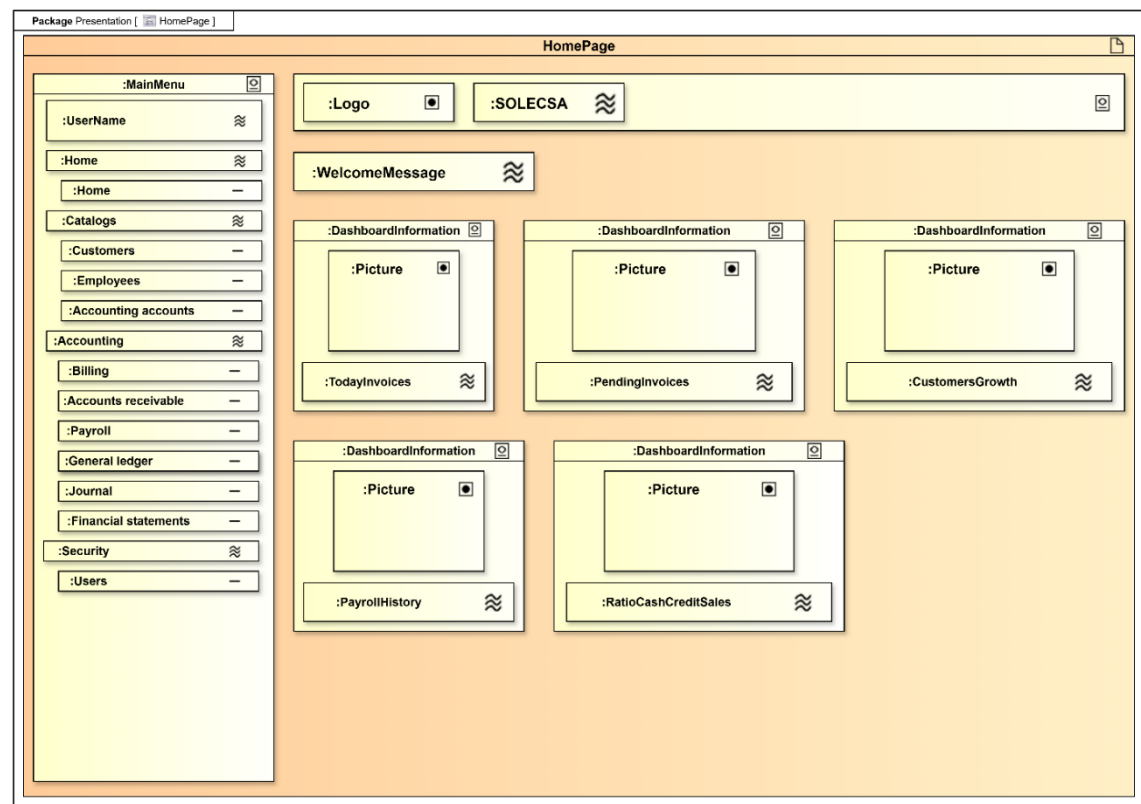 Package Presentation [ HomePage ]
HomePage
:MainMenu
:UserName
:Home
:Home
:Catalogs
:Customers
:Employees
:Accounting accounts
:Accounting
:Billing
:Accounts receivable
:Payroll
:General ledger
:Journal
:Financial statements
:Security
:Users
:Logo
:SOLECSA
:WelcomeMessage
:DashboardInformation
:Picture
:TodayInvoices
:DashboardInformation
:Picture
:PendingInvoices
:DashboardInformation
:Picture
:CustomersGrowth
:DashboardInformation
:Picture
:PayrollHistory
:DashboardInformation
:Picture
:RatioCashCreditSales